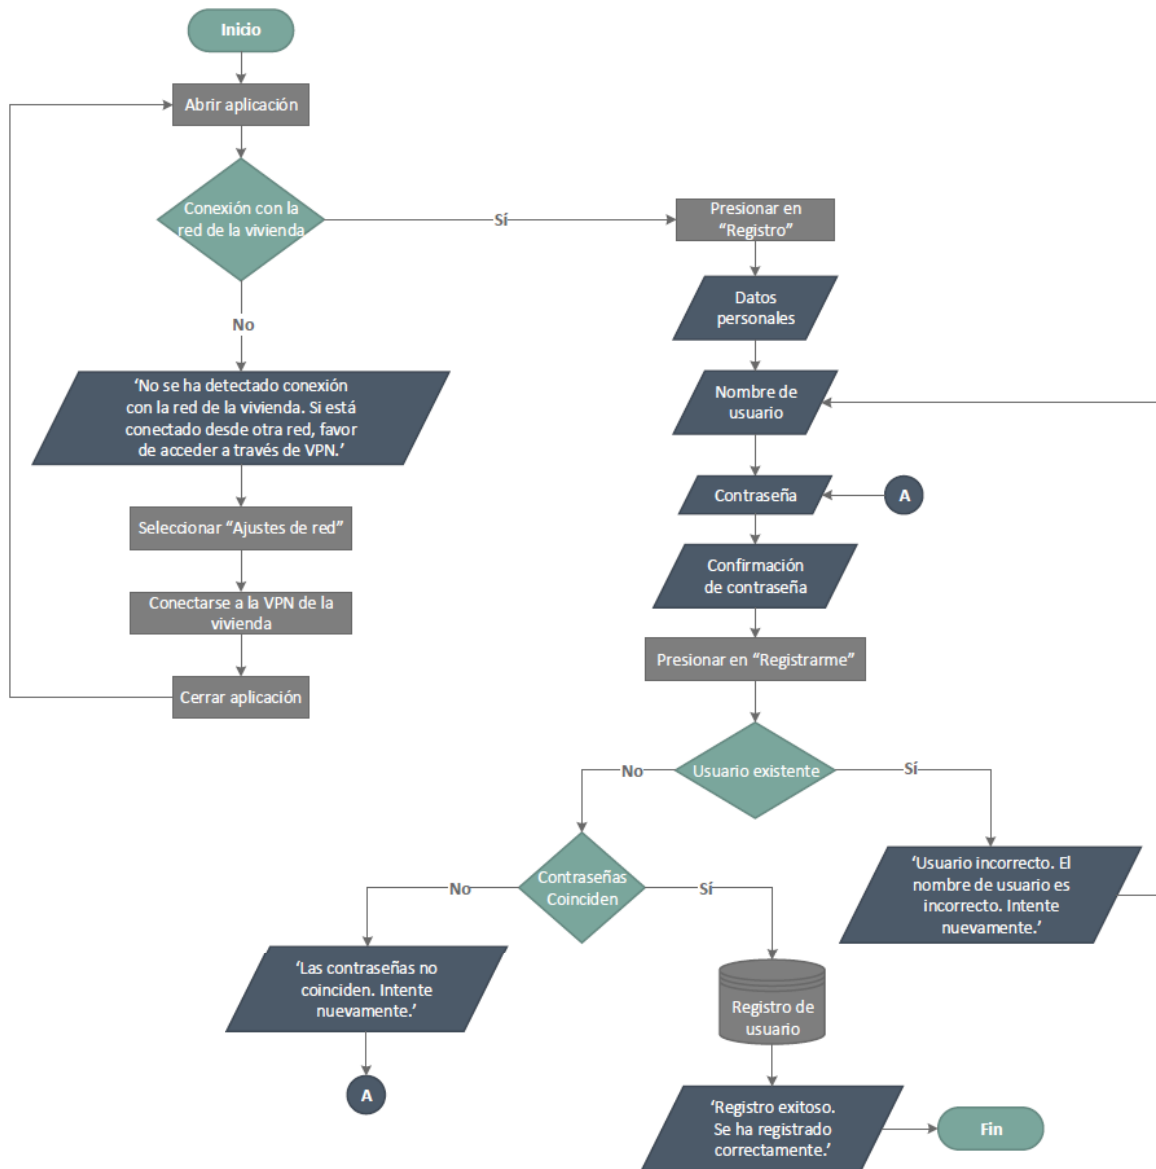 Inicio
Abrir aplicación
Conexión con la
red de la vivienda
Sí
Presionar en
“Registro”
Datos
personales
No
‘No se ha detectado conexión
con la red de la vivienda. Si está
conectado desde otra red, favor
de acceder a través de VPN.’
Nombre de
usuario
Contraseña
A
Seleccionar “Ajustes de red”
Confirmación
de contraseña
Conectarse a la VPN de la
vivienda
Presionar en “Registrarme”
Cerrar aplicación
Usuario existente
No
Sí
Contraseñas
Coinciden
No
Sí
‘Usuario incorrecto. El
nombre de usuario es
incorrecto. Intente
nuevamente.’
‘Las contraseñas no
coinciden. Intente
nuevamente.’
Registro de
usuario
A
‘Registro exitoso.
Se ha registrado
correctamente.’
Fin